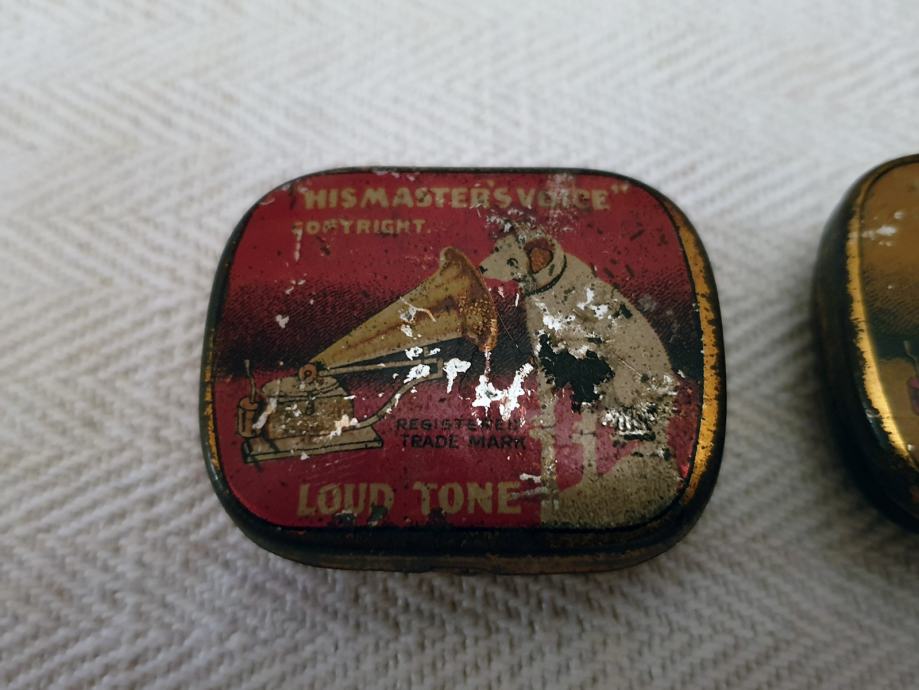 "HIS MASTER'S VOICE"
COPYRIGHT.
REGISTERED
TRADE MARK
LOUD TONE